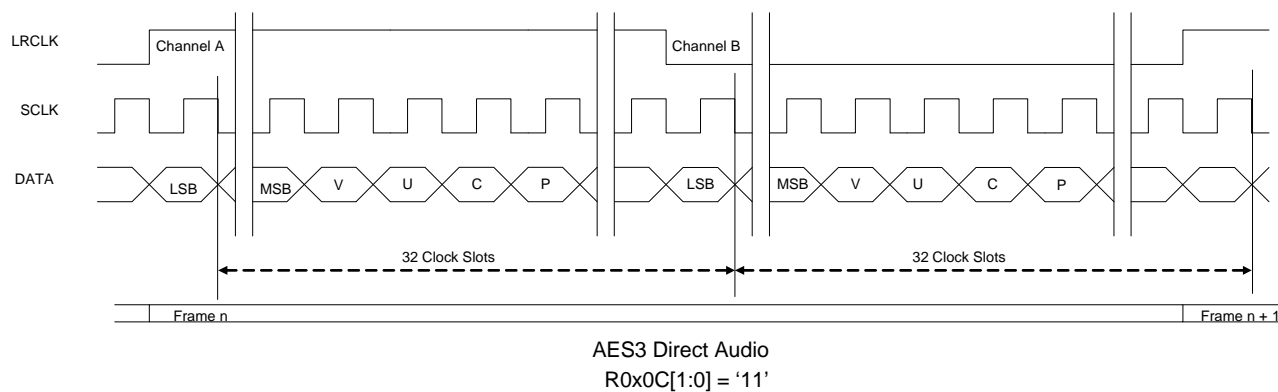 LRCLK
Channel A
Channel B
SCLK
DATA
LSB
MSB
V
U
C
P
LSB
MSB
V
U
C
P
32 Clock Slots
32 Clock Slots
Frame n
Frame n + 1
AES3 Direct Audio
R0x0C[1:0] = ‘11’